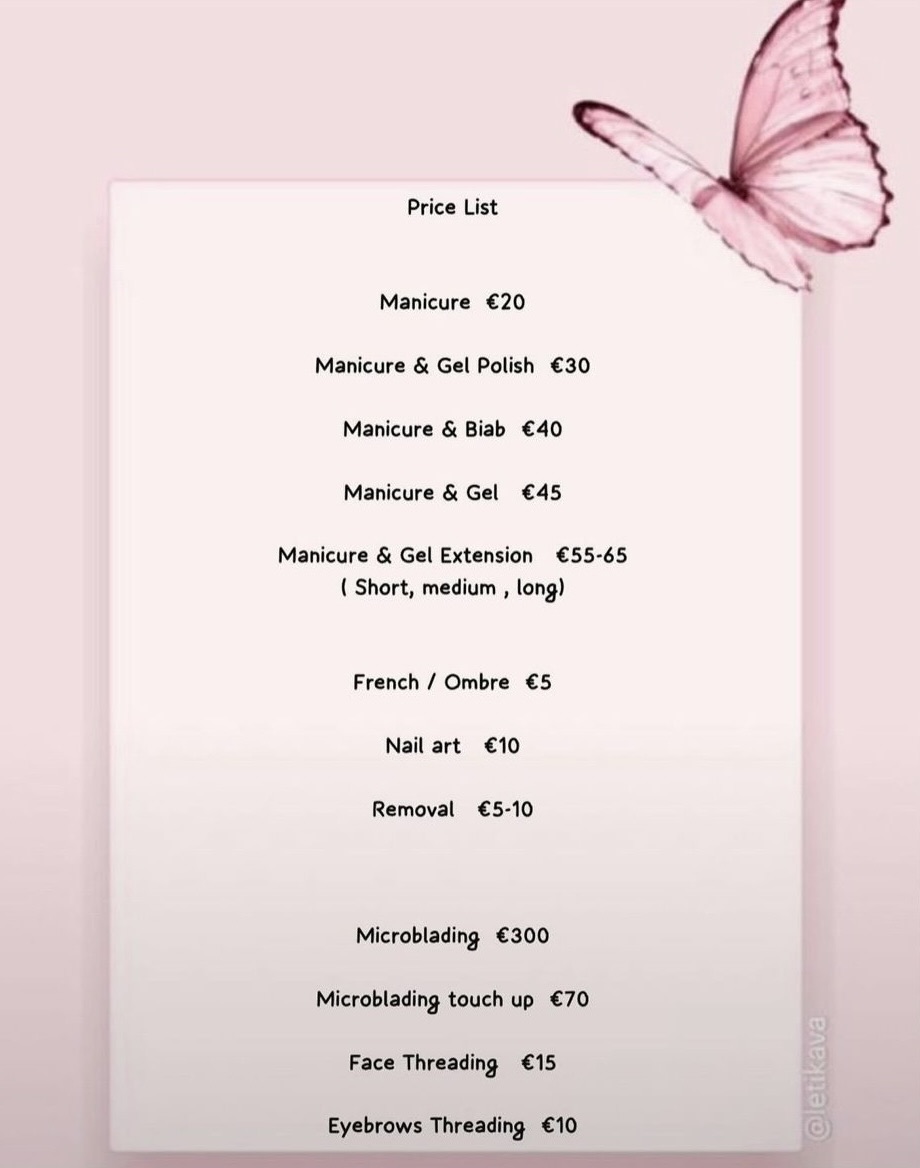 Price List
Manicure €20
Manicure & Gel Polish €30
Manicure & Biab €40
Manicure & Gel €45
Manicure & Gel Extension €55-65
( Short, medium , long)
French / Ombre €5
Nail art €10
Removal €5-10
Microblading €300
Microblading touch up €70
Face Threading €15
Eyebrows Threading €10
@letikava